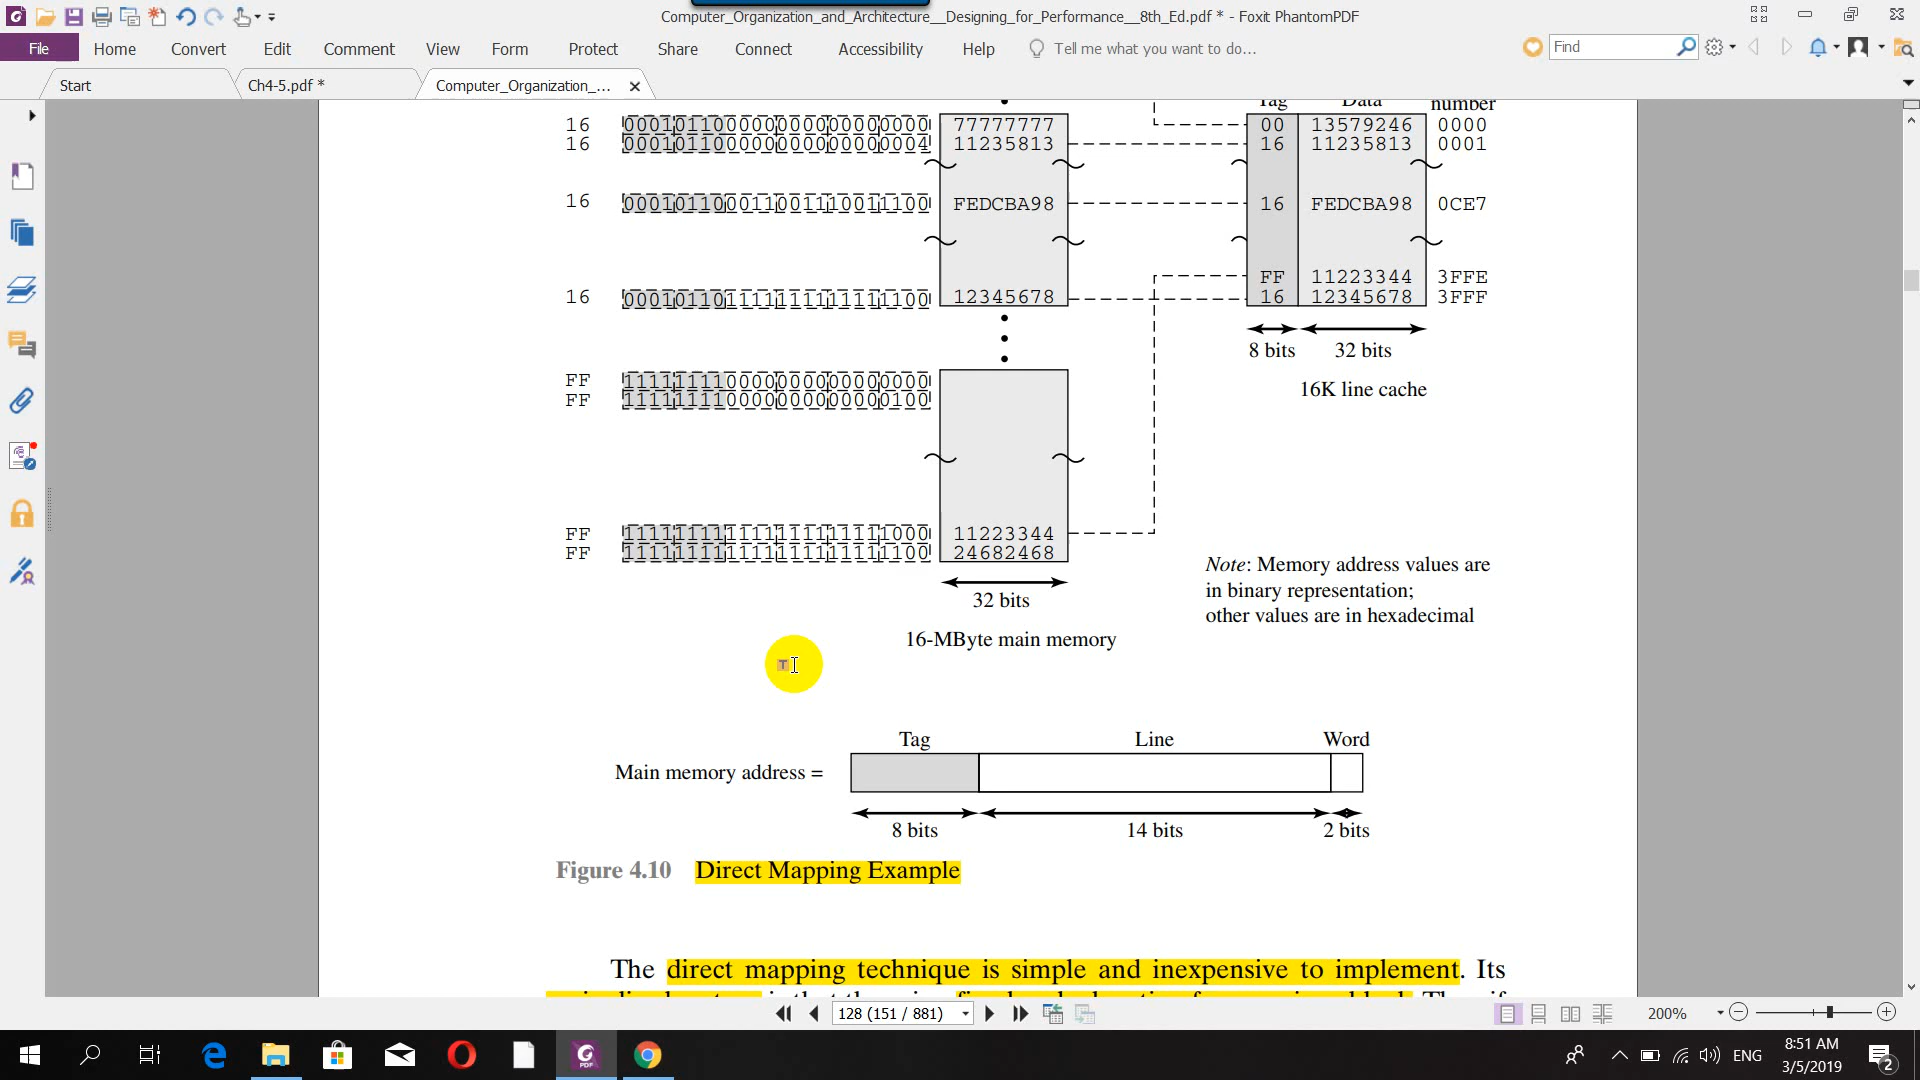 Computer_Organization_and_Architecture__Designing_for_Performance__8th_Ed.pdf * - Foxit PhantomPDF
File Home Convert Edit Comment View Form Protect Share Connect Accessibility Help Tell me what you want to do... Find
Start Ch4-5.pdf * Computer_Organization_...
Tag Data number
16 000101100000000000000000 77777777 00 13579246 0000
16 000101100000000000000004 11235813 16 11235813 0001
16 000101100011001110011100 FEDCBA98 16 FEDCBA98 0CE7
FF 11223344 3FFE
16 000101101111111111111100 12345678 16 12345678 3FFF
8 bits 32 bits
16K line cache
FF 111111110000000000000000
FF 111111110000000000000100
FF 111111111111111111111000 11223344
FF 111111111111111111111100 24682468
32 bits
16-MByte main memory
Note: Memory address values are
in binary representation;
other values are in hexadecimal
T
Tag Line Word
Main memory address =
8 bits 14 bits 2 bits
Figure 4.10 Direct Mapping Example
The direct mapping technique is simple and inexpensive to implement. Its
128 (151 / 881) 200%
ENG 8:51 AM
3/5/2019 2